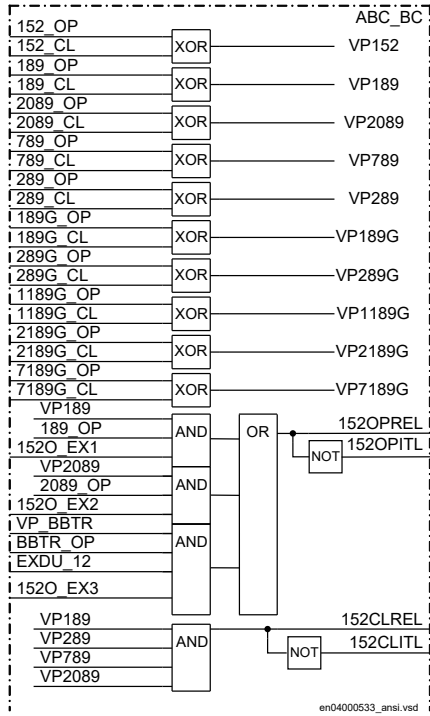 ABC_BC
152_OP
152_CL XOR VP152
189_OP
189_CL XOR VP189
2089_OP
2089_CL XOR VP2089
789_OP
789_CL XOR VP789
289_OP
289_CL XOR VP289
189G_OP
189G_CL XOR VP189G
289G_OP
289G_CL XOR VP289G
1189G_OP
1189G_CL XOR VP1189G
2189G_OP
2189G_CL XOR VP2189G
7189G_OP
7189G_CL XOR VP7189G
VP189
189_OP AND OR 152OPREL
152O_EX1 NOT 152OPITL
VP2089
2089_OP AND
152O_EX2
VP_BBTR
BBTR_OP AND
EXDU_12
152O_EX3
VP189 152CLREL
VP289 AND NOT 152CLITL
VP789
VP2089
en04000533_ansi.vsd